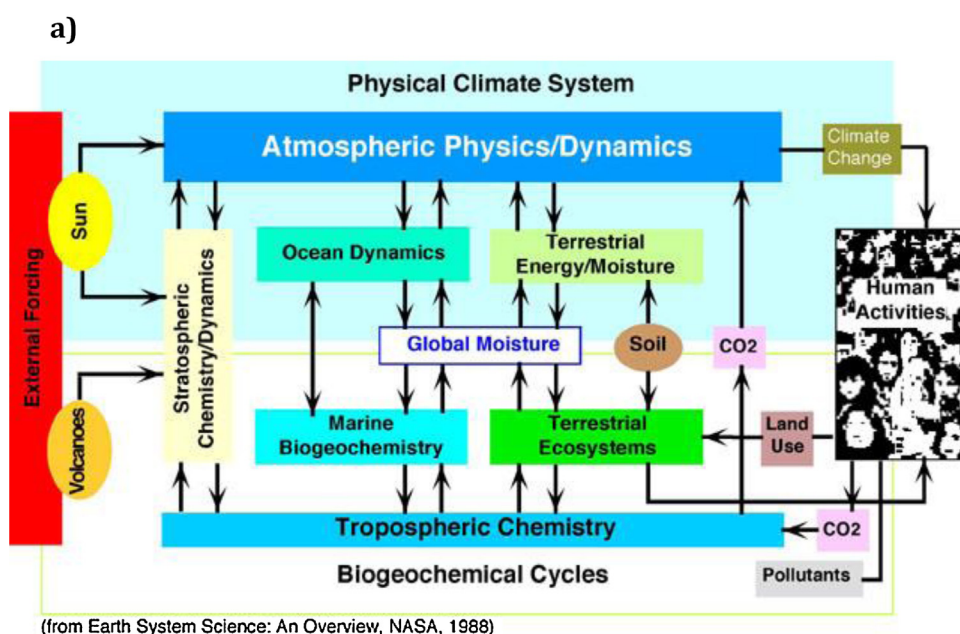 a)
Physical Climate System
Atmospheric Physics/Dynamics
Climate
Change
External Forcing
Sun
Stratospheric
Chemistry/Dynamics
Ocean Dynamics
Terrestrial
Energy/Moisture
Human
Activities
Global Moisture
Soil
CO2
Volcanoes
Marine
Biogeochemistry
Terrestrial
Ecosystems
Land
Use
Tropospheric Chemistry
CO2
Biogeochemical Cycles
Pollutants
(from Earth System Science: An Overview, NASA, 1988)